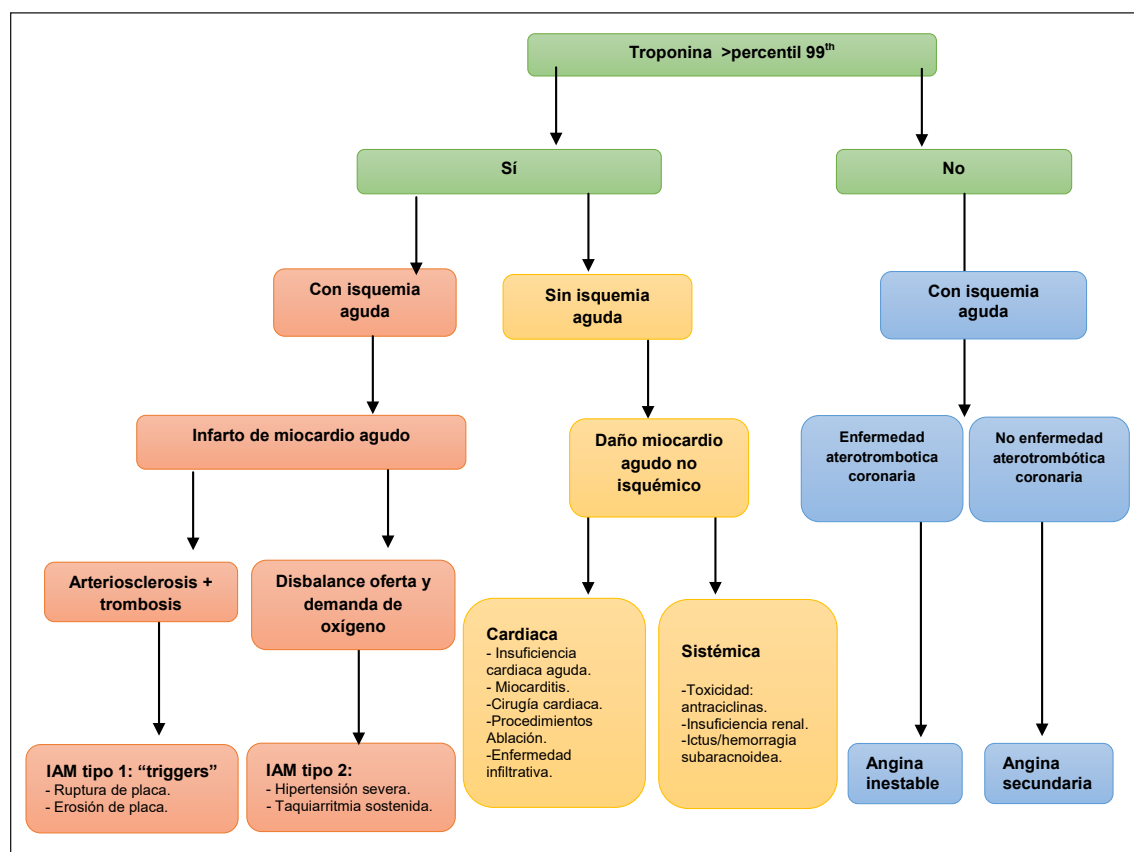 Troponina >percentil 99th
Sí
No
Con isquemia
aguda
Sin isquemia
aguda
Con isquemia
aguda
Infarto de miocardio agudo
Daño miocardio
agudo no
isquémico
Enfermedad
aterotrombotica
coronaria
No enfermedad
aterotrombótica
coronaria
Arteriosclerosis +
trombosis
Disbalance oferta y
demanda de
oxígeno
Cardiaca
- Insuficiencia
cardiaca aguda.
- Miocarditis.
- Cirugía cardiaca.
-Procedimientos
Ablación.
-Enfermedad
infiltrativa.
Sistémica
-Toxicidad:
antraciclinas.
- Insuficiencia renal.
- Ictus/hemorragia
subaracnoidea.
IAM tipo 1: “triggers”
- Ruptura de placa.
- Erosión de placa.
IAM tipo 2:
- Hipertensión severa.
- Taquiarritmia sostenida.
Angina
inestable
Angina
secundaria